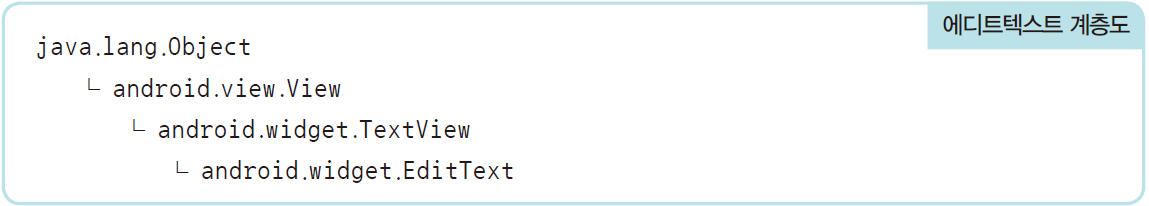 에디트텍스트 계층도
java.lang.Object
└ android.view.View
└ android.widget.TextView
└ android.widget.EditText